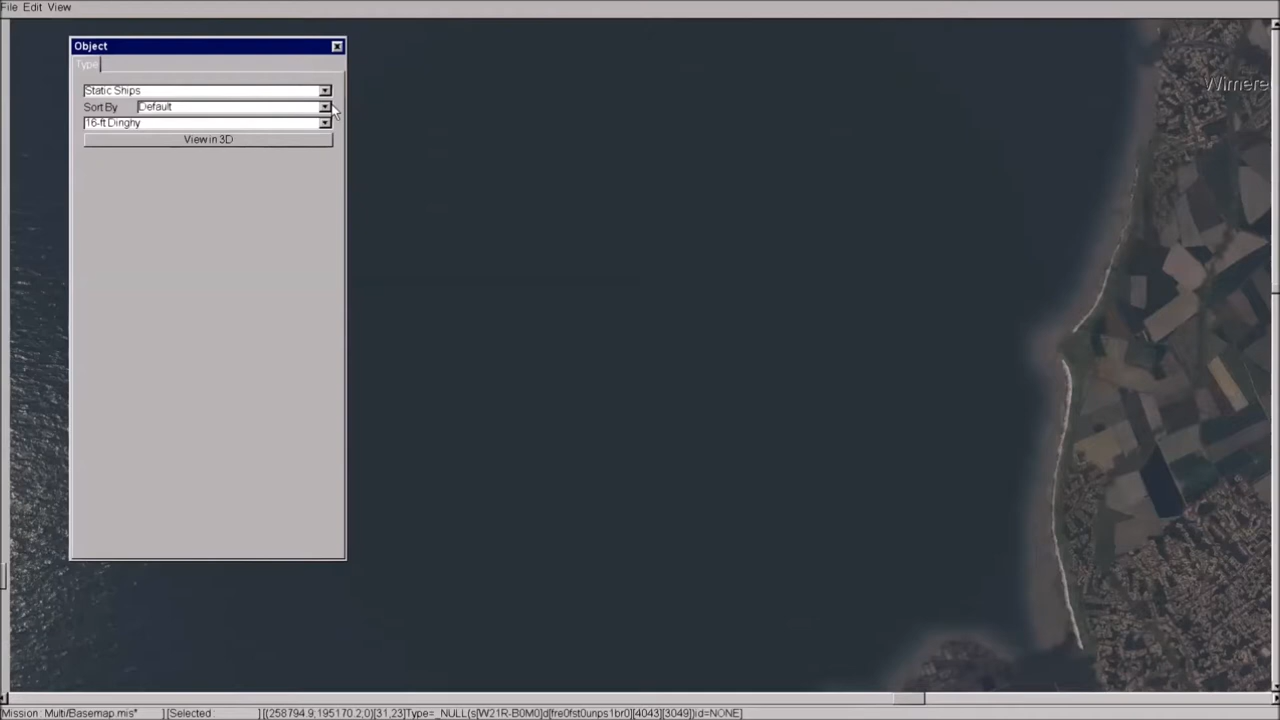 File Edit View
Object
Type
Static Ships
Sort By Default
16-ft Dinghy
View in 3D
Wimere
Mission : Multi/Basemap.mis* ] [Selected : ] [(258794.9,195170.2,0)[31,23]Type=_NULL(s[W21R-B0M0]d[fre0fst0unps1br0][4043][3049])id=NONE]